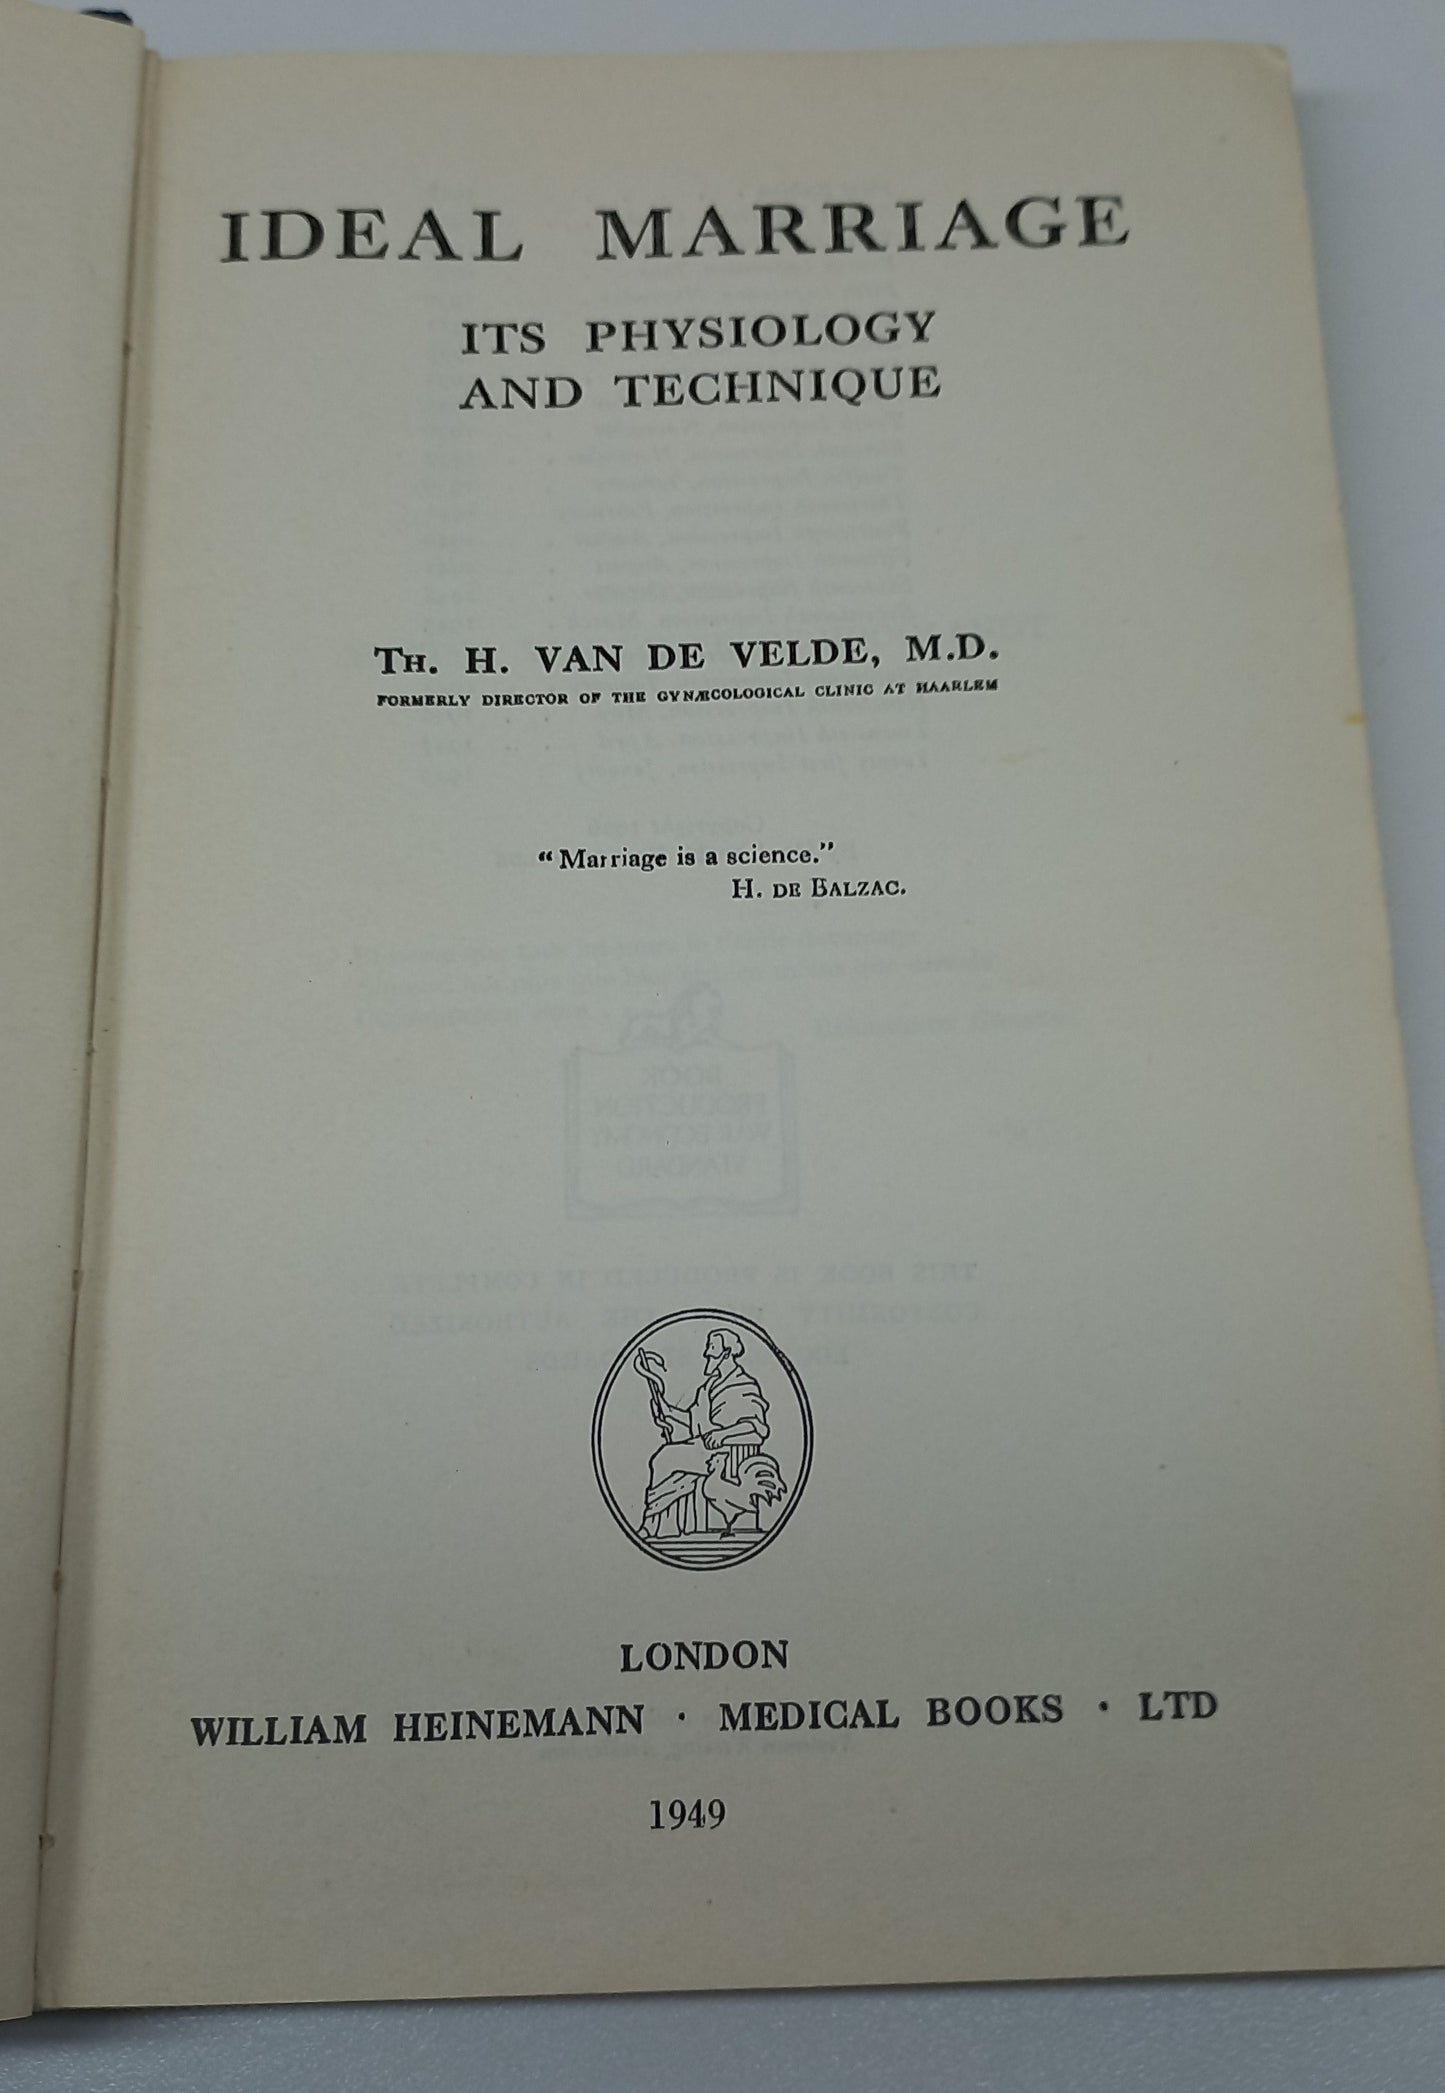 IDEAL MARRIAGE
ITS PHYSIOLOGY
AND TECHNIQUE
TH. H. VAN DE VELDE, M.D.
FORMERLY DIRECTOR OF THE GYNÆCOLOGICAL CLINIC AT HAARLEM
“Marriage is a science.”
H. DE BALZAC.
LONDON
WILLIAM HEINEMANN · MEDICAL BOOKS · LTD
1949